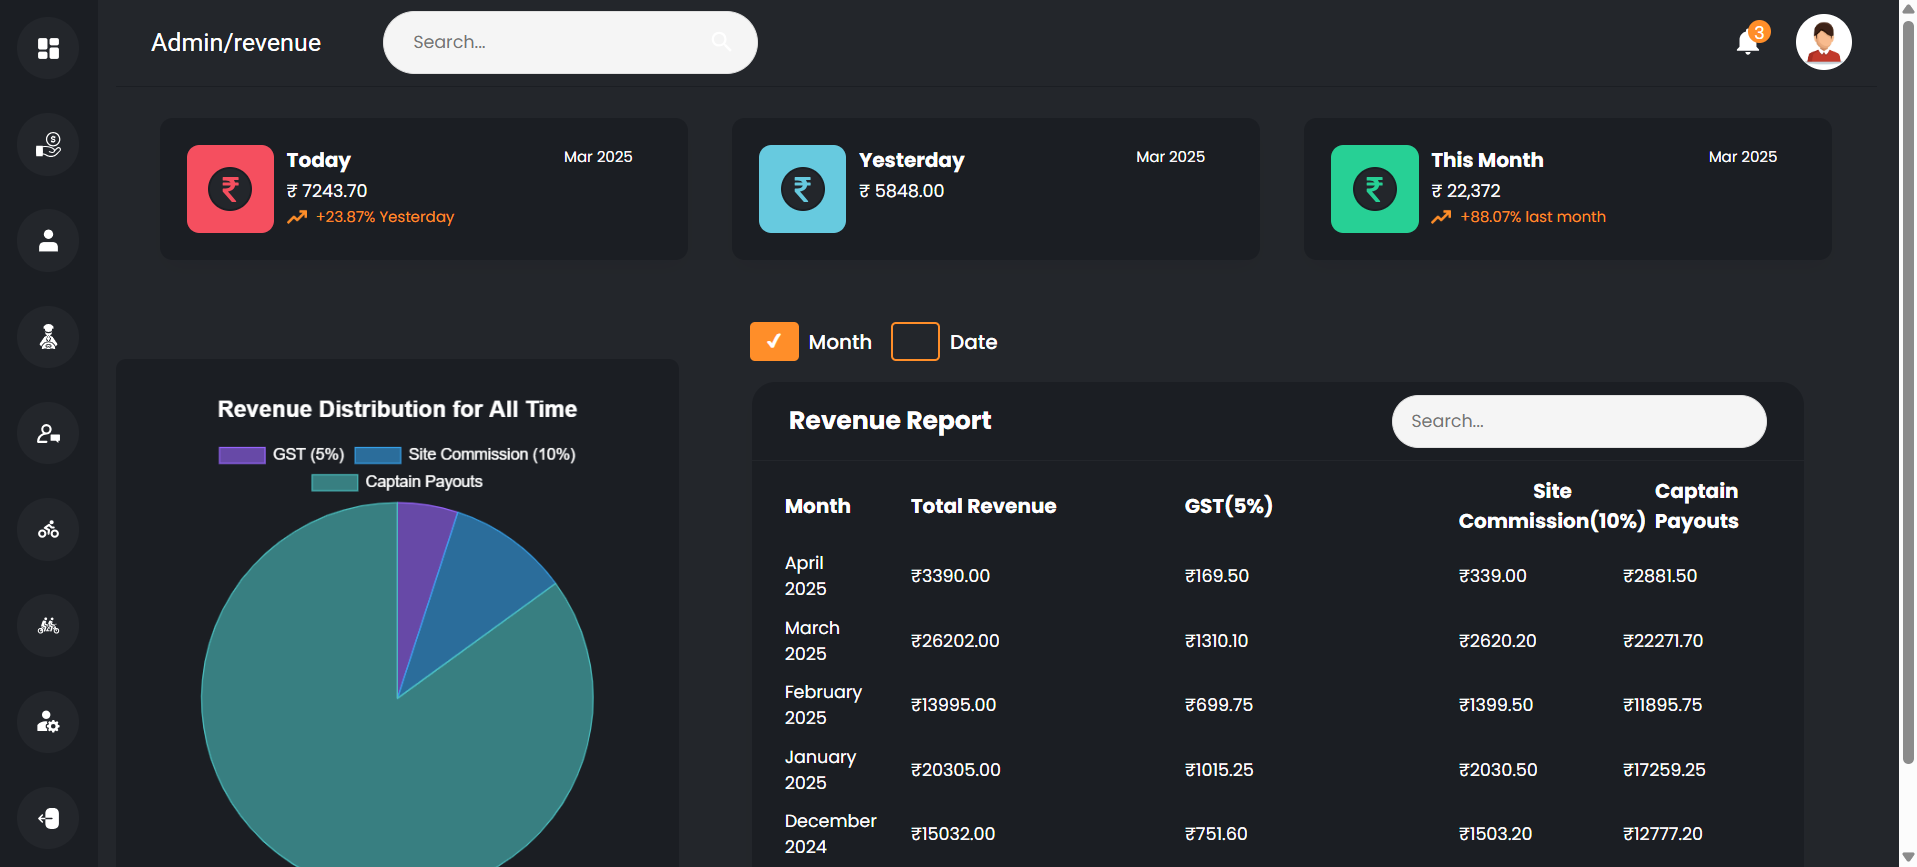 Admin/revenue
Search...
3
Today
Mar 2025
₹ 7243.70
+23.87% Yesterday
Yesterday
Mar 2025
₹ 5848.00
This Month
Mar 2025
₹ 22,372
+88.07% last month
Month
Date
Revenue Distribution for All Time
GST (5%)
Site Commission (10%)
Captain Payouts
Revenue Report
Search...
Month
Total Revenue
GST(5%)
Site
Commission(10%)
Captain
Payouts
April
2025
₹3390.00
₹169.50
₹339.00
₹2881.50
March
2025
₹26202.00
₹1310.10
₹2620.20
₹22271.70
February
2025
₹13995.00
₹699.75
₹1399.50
₹11895.75
January
2025
₹20305.00
₹1015.25
₹2030.50
₹17259.25
December
2024
₹15032.00
₹751.60
₹1503.20
₹12777.20